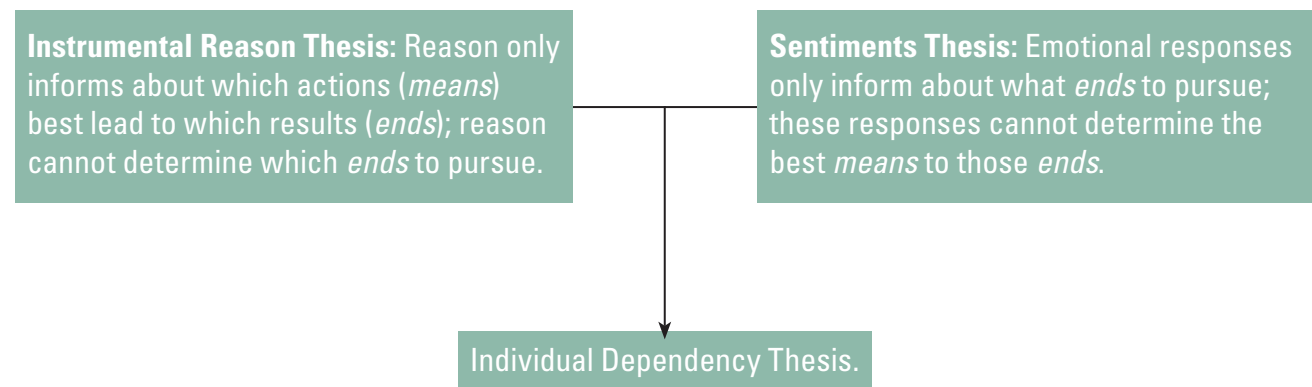 Instrumental Reason Thesis: Reason only
informs about which actions (means)
best lead to which results (ends); reason
cannot determine which ends to pursue.
Sentiments Thesis: Emotional responses
only inform about what ends to pursue;
these responses cannot determine the
best means to those ends.
Individual Dependency Thesis.